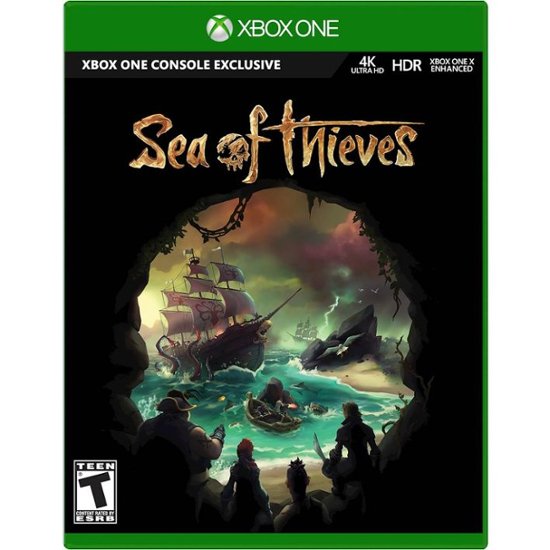 XBOX ONE
XBOX ONE CONSOLE EXCLUSIVE
4K
ULTRA HD
HDR
XBOX ONE X
ENHANCED
Sea of Thieves
TEEN
T
CONTENT RATED BY
ESRB